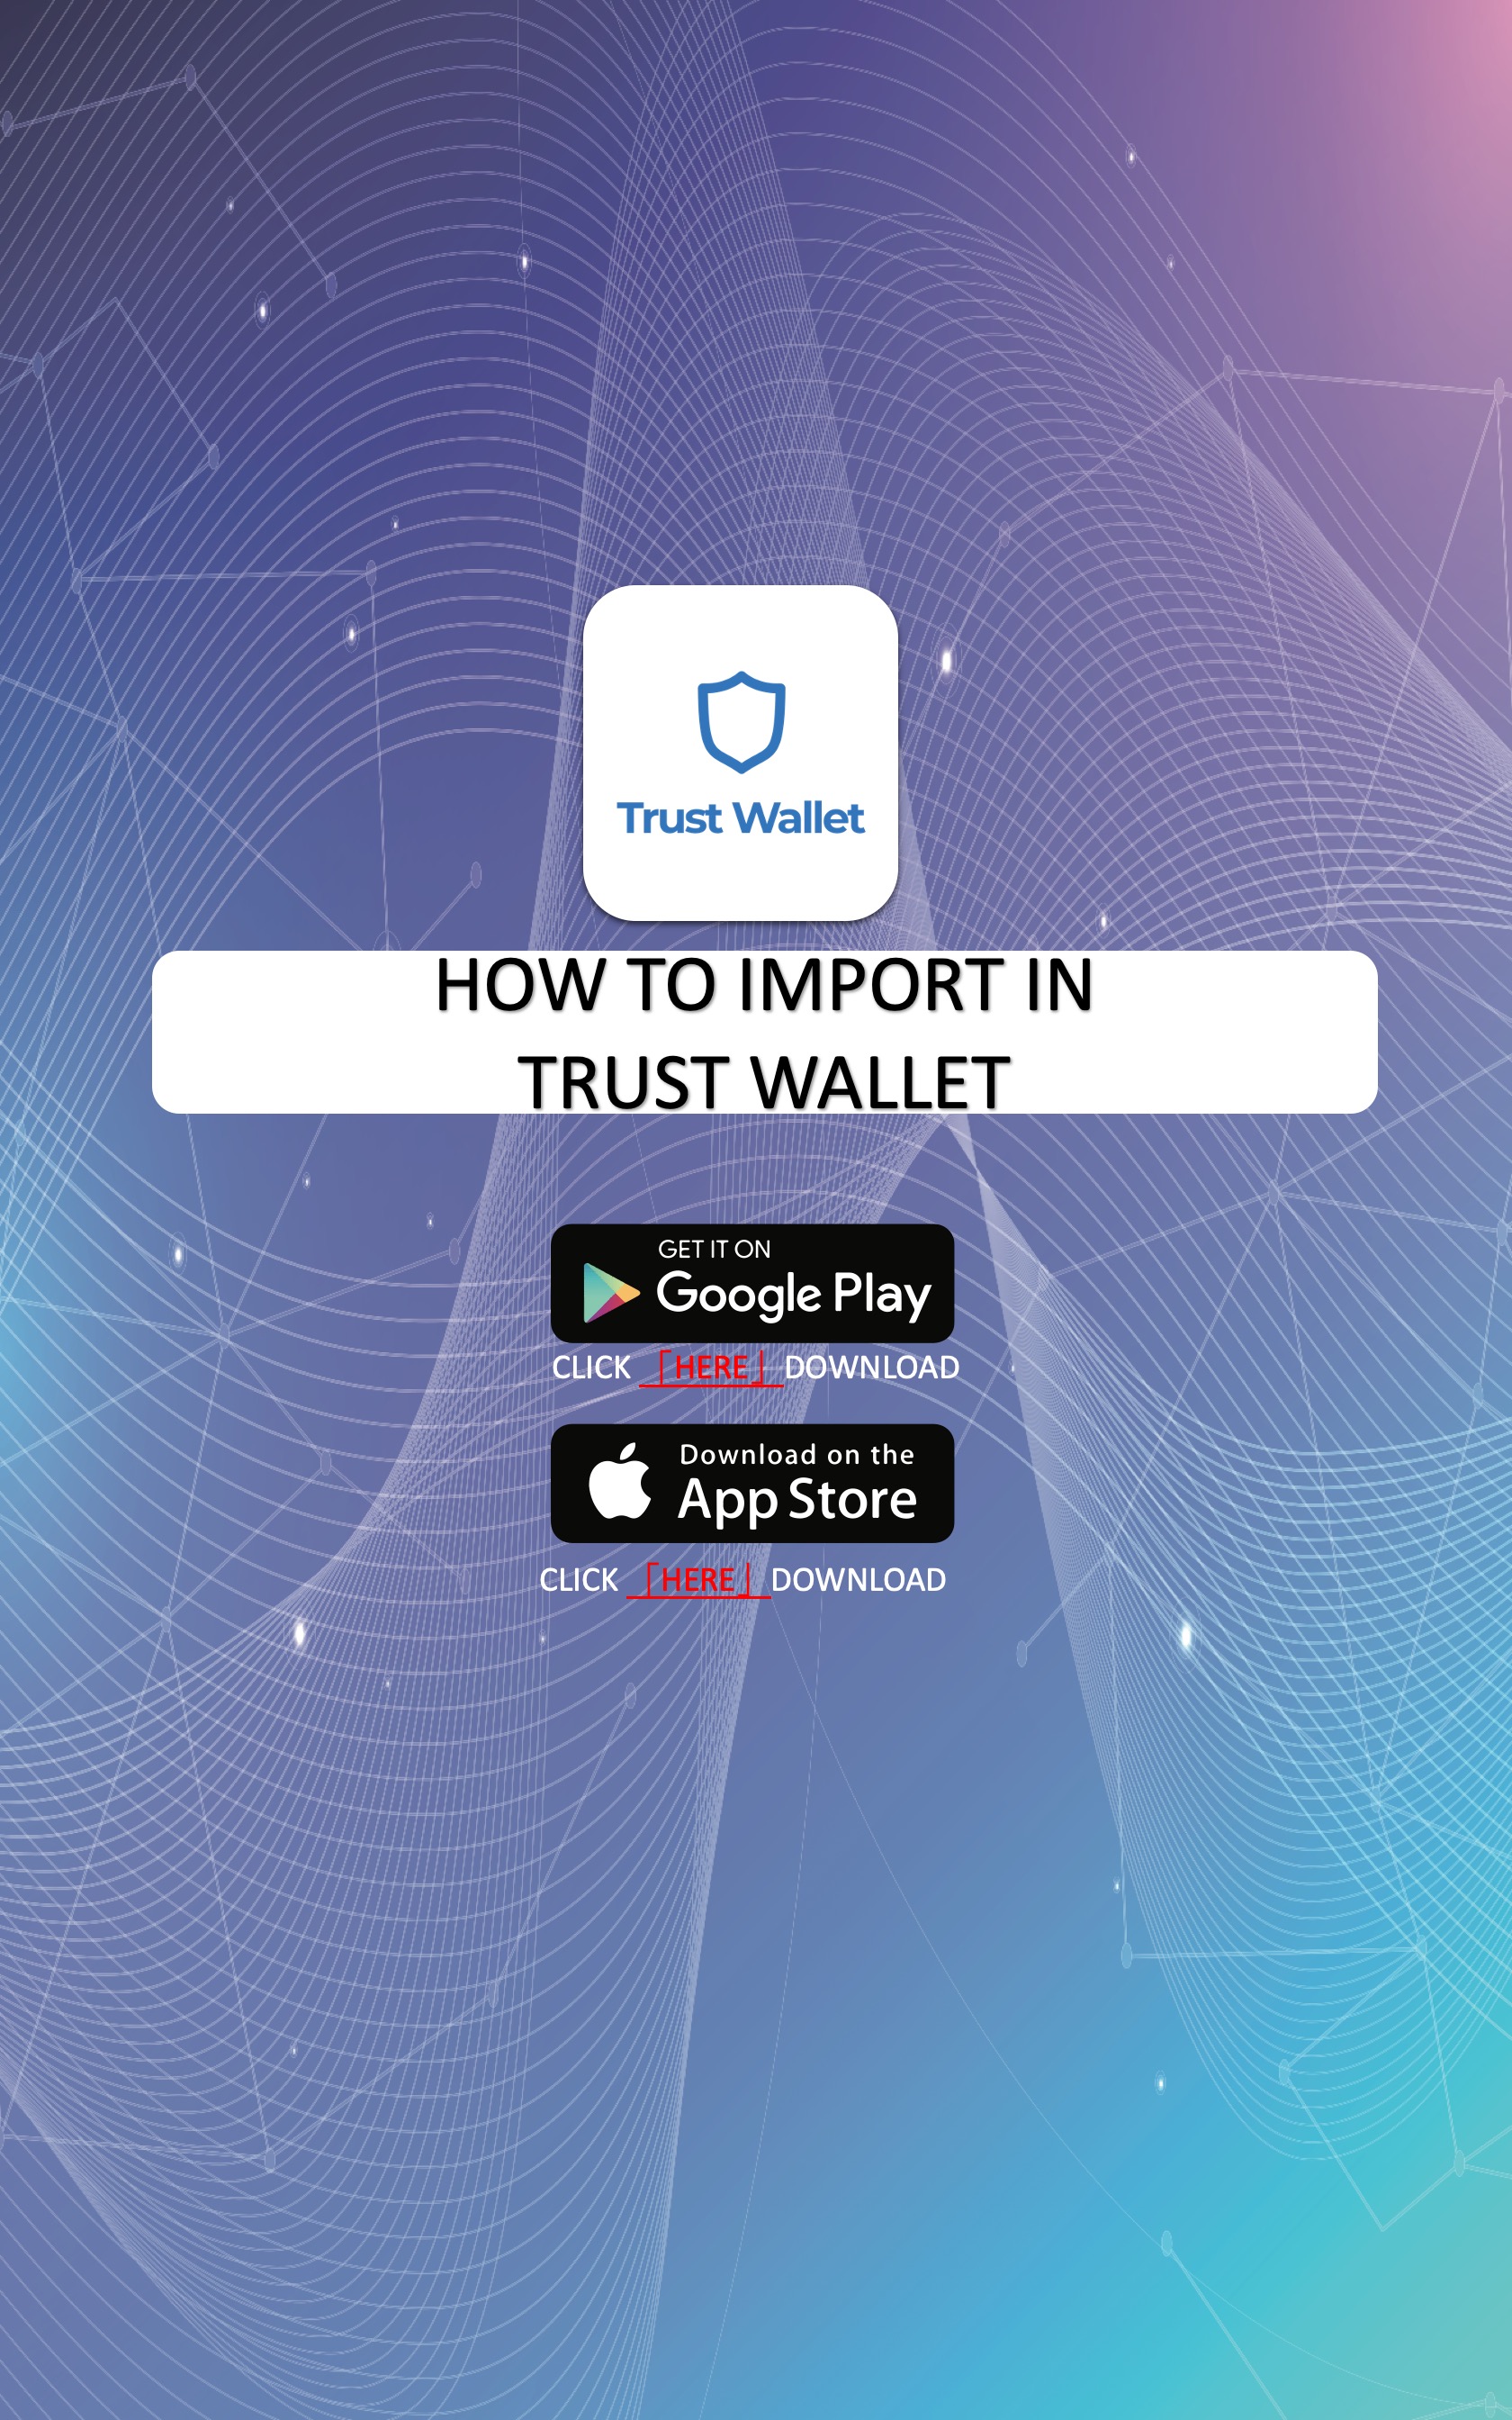 Trust Wallet
HOW TO IMPORT IN
TRUST WALLET
GET IT ON
Google Play
CLICK ⌈HERE⌋ DOWNLOAD
Download on the
App Store
CLICK ⌈HERE⌋ DOWNLOAD